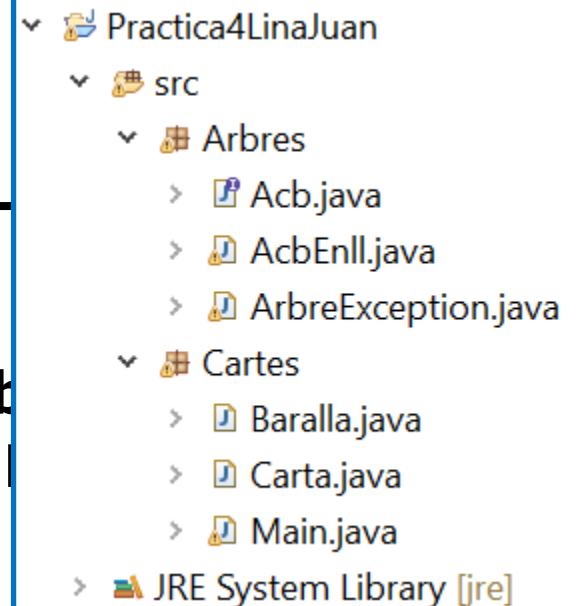 Practica4LinaJuan
src
Arbres
Acb.java
AcbEnll.java
ArbreException.java
Cartes
Baralla.java
Carta.java
Main.java
JRE System Library [jre]